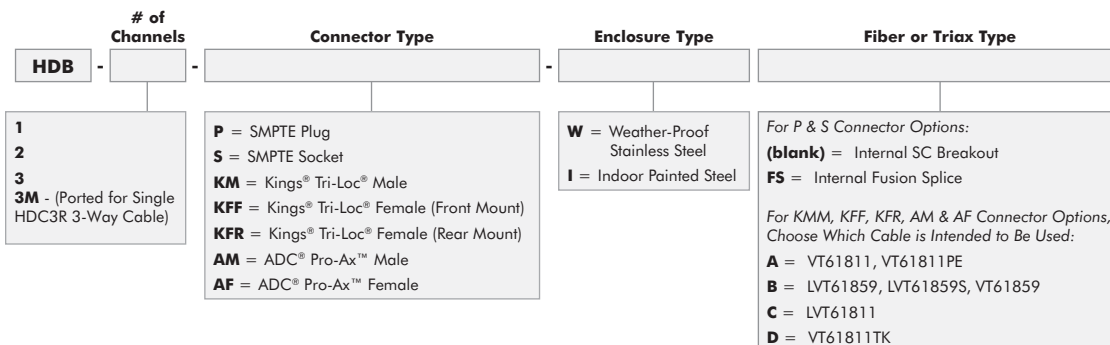 # of
Channels
Connector Type
Enclosure Type
Fiber or Triax Type
HDB - - -
1
2
3
3M - (Ported for Single
HDC3R 3-Way Cable)
P = SMPTE Plug
S = SMPTE Socket
KM = Kings® Tri-Loc® Male
KFF = Kings® Tri-Loc® Female (Front Mount)
KFR = Kings® Tri-Loc® Female (Rear Mount)
AM = ADC® Pro-Ax™ Male
AF = ADC® Pro-Ax™ Female
W = Weather-Proof
Stainless Steel
I = Indoor Painted Steel
For P & S Connector Options:
(blank) = Internal SC Breakout
FS = Internal Fusion Splice
For KMM, KFF, KFR, AM & AF Connector Options,
Choose Which Cable is Intended to Be Used:
A = VT61811, VT61811PE
B = LVT61859, LVT61859S, VT61859
C = LVT61811
D = VT61811TK